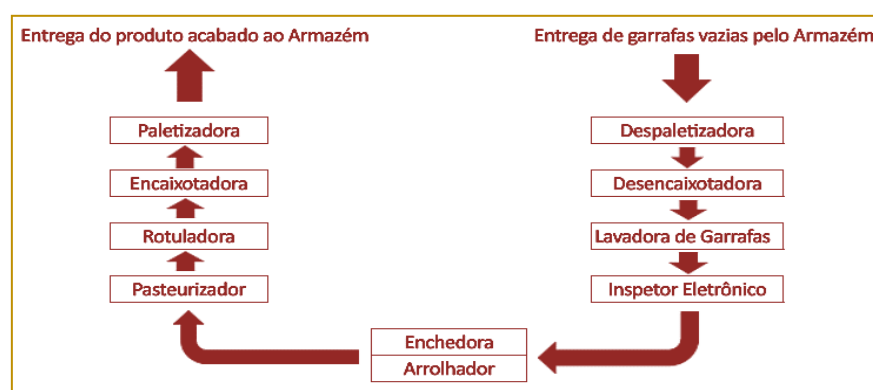 Entrega do produto acabado ao Armazém
Entrega de garrafas vazias pelo Armazém
Paletizadora
Despaletizadora
Encaixotadora
Desencaixotadora
Rotuladora
Lavadora de Garrafas
Pasteurizador
Inspetor Eletrônico
Enchedora
Arrolhador